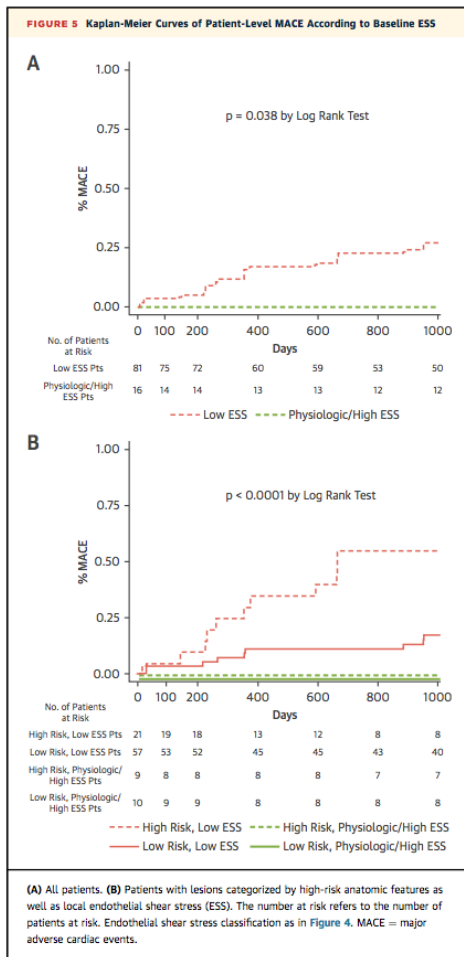 FIGURE 5 Kaplan-Meier Curves of Patient-Level MACE According to Baseline ESS
A
1.00
p = 0.038 by Log Rank Test
0.75
% MACE
0.50
0.25
0.00
0 100 200 400 600 800 1000
Days
No. of Patients
at Risk
Low ESS Pts 81 75 72 60 59 53 50
Physiologic/High
ESS Pts 16 14 14 13 13 12 12
Low ESS Physiologic/High ESS
B
1.00
p < 0.0001 by Log Rank Test
0.75
% MACE
0.50
0.25
0.00
0 100 200 400 600 800 1000
Days
No. of Patients
at Risk
High Risk, Low ESS Pts 21 19 18 13 12 8 8
Low Risk, Low ESS Pts 57 53 52 45 45 43 40
High Risk, Physiologic/
High ESS Pts 9 8 8 8 8 7 7
Low Risk, Physiologic/
High ESS Pts 10 9 9 8 8 8 8
High Risk, Low ESS High Risk, Physiologic/High ESS
Low Risk, Low ESS Low Risk, Physiologic/High ESS
(A) All patients. (B) Patients with lesions categorized by high-risk anatomic features as
well as local endothelial shear stress (ESS). The number at risk refers to the number of
patients at risk. Endothelial shear stress classification as in Figure 4. MACE = major
adverse cardiac events.